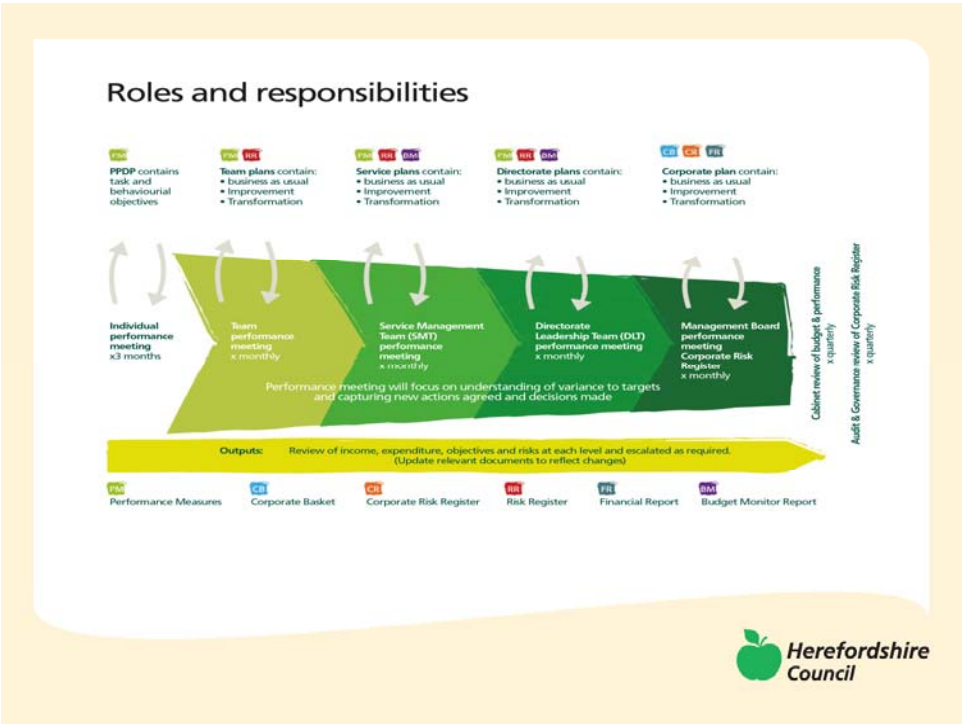 Roles and responsibilities
PM
PPDP contains
task and
behavourial
objectives
PM RR
Team plans contain:
• business as usual
• Improvement
• Transformation
PM RR BM
Service plans contain:
• business as usual
• Improvement
• Transformation
PM RR BM
Directorate plans contain:
• business as usual
• Improvement
• Transformation
CB CR FR
Corporate plan contain:
• business as usual
• Improvement
• Transformation
Individual
performance
meeting
x3 months
Team
performance
meeting
x monthly
Service Management
Team (SMT)
performance
meeting
x monthly
Directorate
Leadership Team (DLT)
performance meeting
x monthly
Management Board
performance
meeting
Corporate Risk
Register
x monthly
Performance meeting will focus on understanding of variance to targets
and capturing new actions agreed and decisions made
Cabinet review of budget & performance
x quarterly
Audit & Governance review of Corporate Risk Register
x quarterly
Outputs: Review of income, expenditure, objectives and risks at each level and escalated as required.
(Update relevant documents to reflect changes)
PM
Performance Measures
CB
Corporate Basket
CR
Corporate Risk Register
RR
Risk Register
FR
Financial Report
BM
Budget Monitor Report
Herefordshire
Council